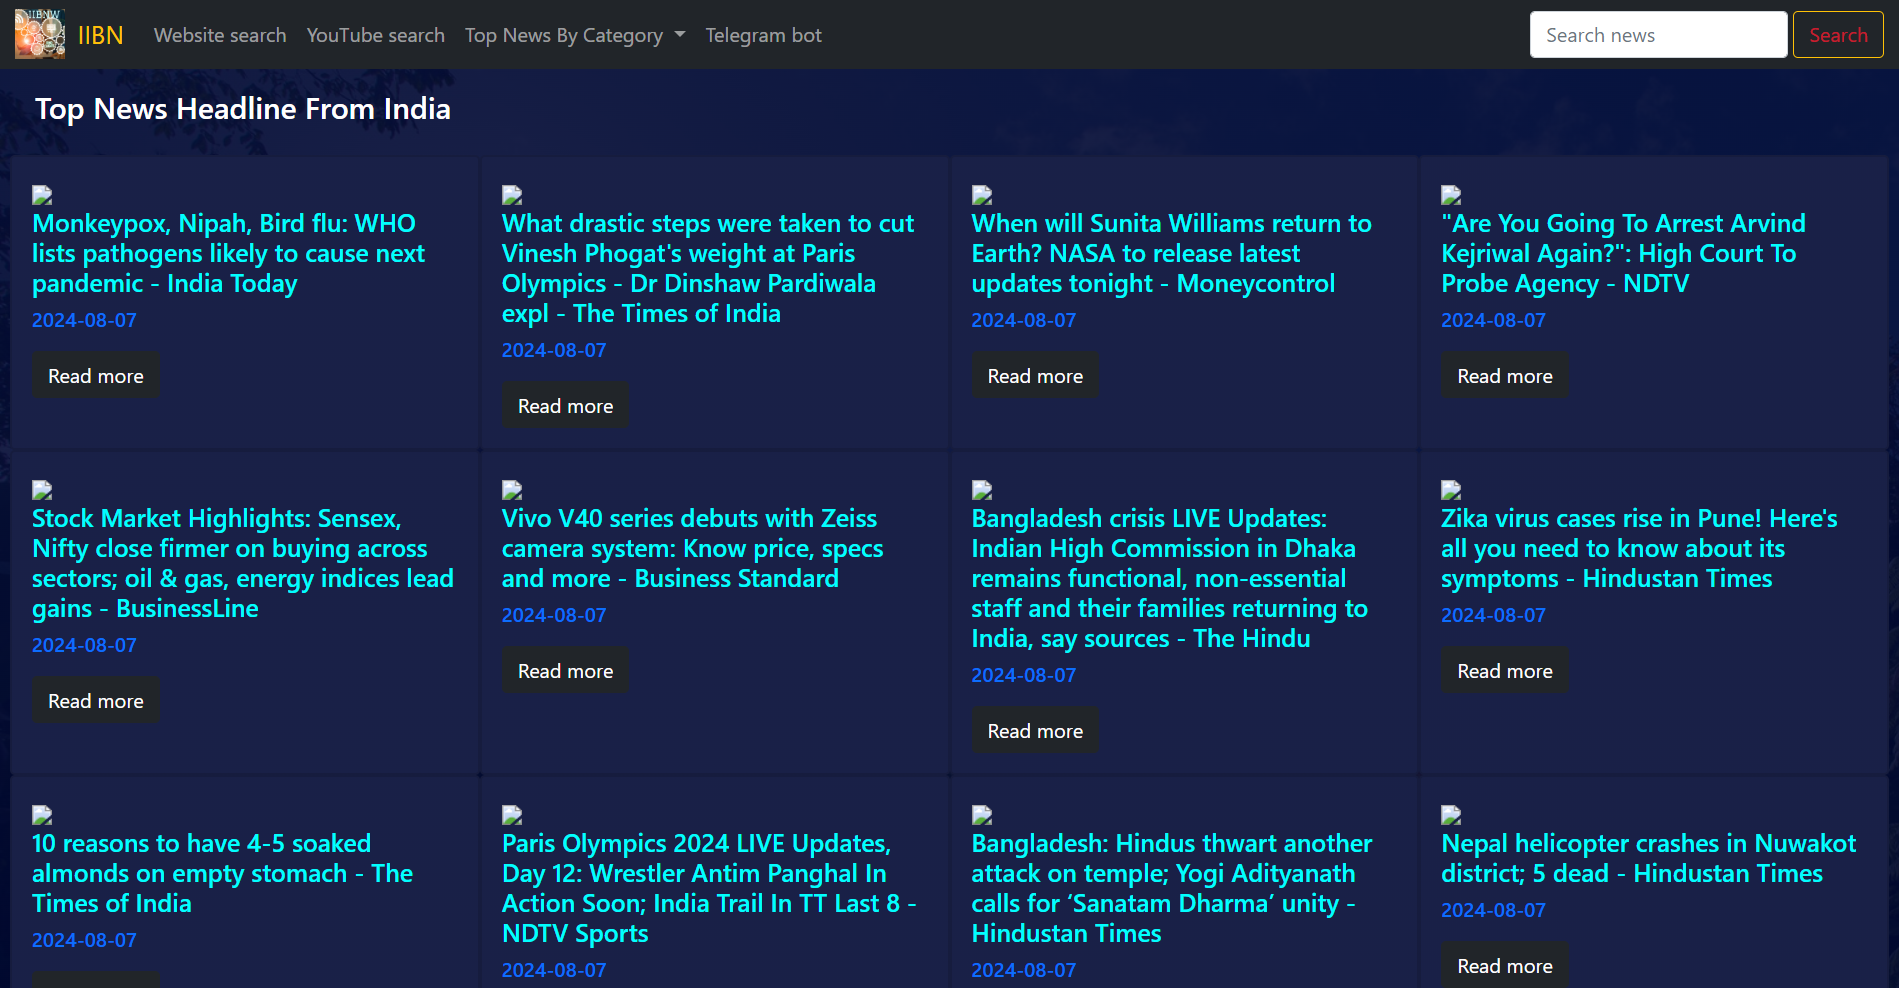 IIBNW
IIBN
Website search
YouTube search
Top News By Category
Telegram bot
Search news
Search
Top News Headline From India
Monkeypox, Nipah, Bird flu: WHO
lists pathogens likely to cause next
pandemic - India Today
2024-08-07
Read more
What drastic steps were taken to cut
Vinesh Phogat's weight at Paris
Olympics - Dr Dinshaw Pardiwala
expl - The Times of India
2024-08-07
Read more
When will Sunita Williams return to
Earth? NASA to release latest
updates tonight - Moneycontrol
2024-08-07
Read more
"Are You Going To Arrest Arvind
Kejriwal Again?": High Court To
Probe Agency - NDTV
2024-08-07
Read more
Stock Market Highlights: Sensex,
Nifty close firmer on buying across
sectors; oil & gas, energy indices lead
gains - BusinessLine
2024-08-07
Read more
Vivo V40 series debuts with Zeiss
camera system: Know price, specs
and more - Business Standard
2024-08-07
Read more
Bangladesh crisis LIVE Updates:
Indian High Commission in Dhaka
remains functional, non-essential
staff and their families returning to
India, say sources - The Hindu
2024-08-07
Read more
Zika virus cases rise in Pune! Here's
all you need to know about its
symptoms - Hindustan Times
2024-08-07
Read more
10 reasons to have 4-5 soaked
almonds on empty stomach - The
Times of India
2024-08-07
Paris Olympics 2024 LIVE Updates,
Day 12: Wrestler Antim Panghal In
Action Soon; India Trail In TT Last 8 -
NDTV Sports
2024-08-07
Bangladesh: Hindus thwart another
attack on temple; Yogi Adityanath
calls for ‘Sanatam Dharma’ unity -
Hindustan Times
2024-08-07
Nepal helicopter crashes in Nuwakot
district; 5 dead - Hindustan Times
2024-08-07
Read more